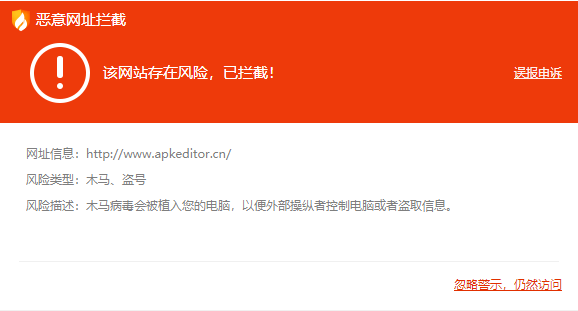 恶意网址拦截
该网站存在风险，已拦截！
误报申诉
网址信息：http://www.apkeditor.cn/
风险类型：木马、盗号
风险描述：木马病毒会被植入您的电脑，以便外部操纵者控制电脑或者盗取信息。
忽略警示，仍然访问